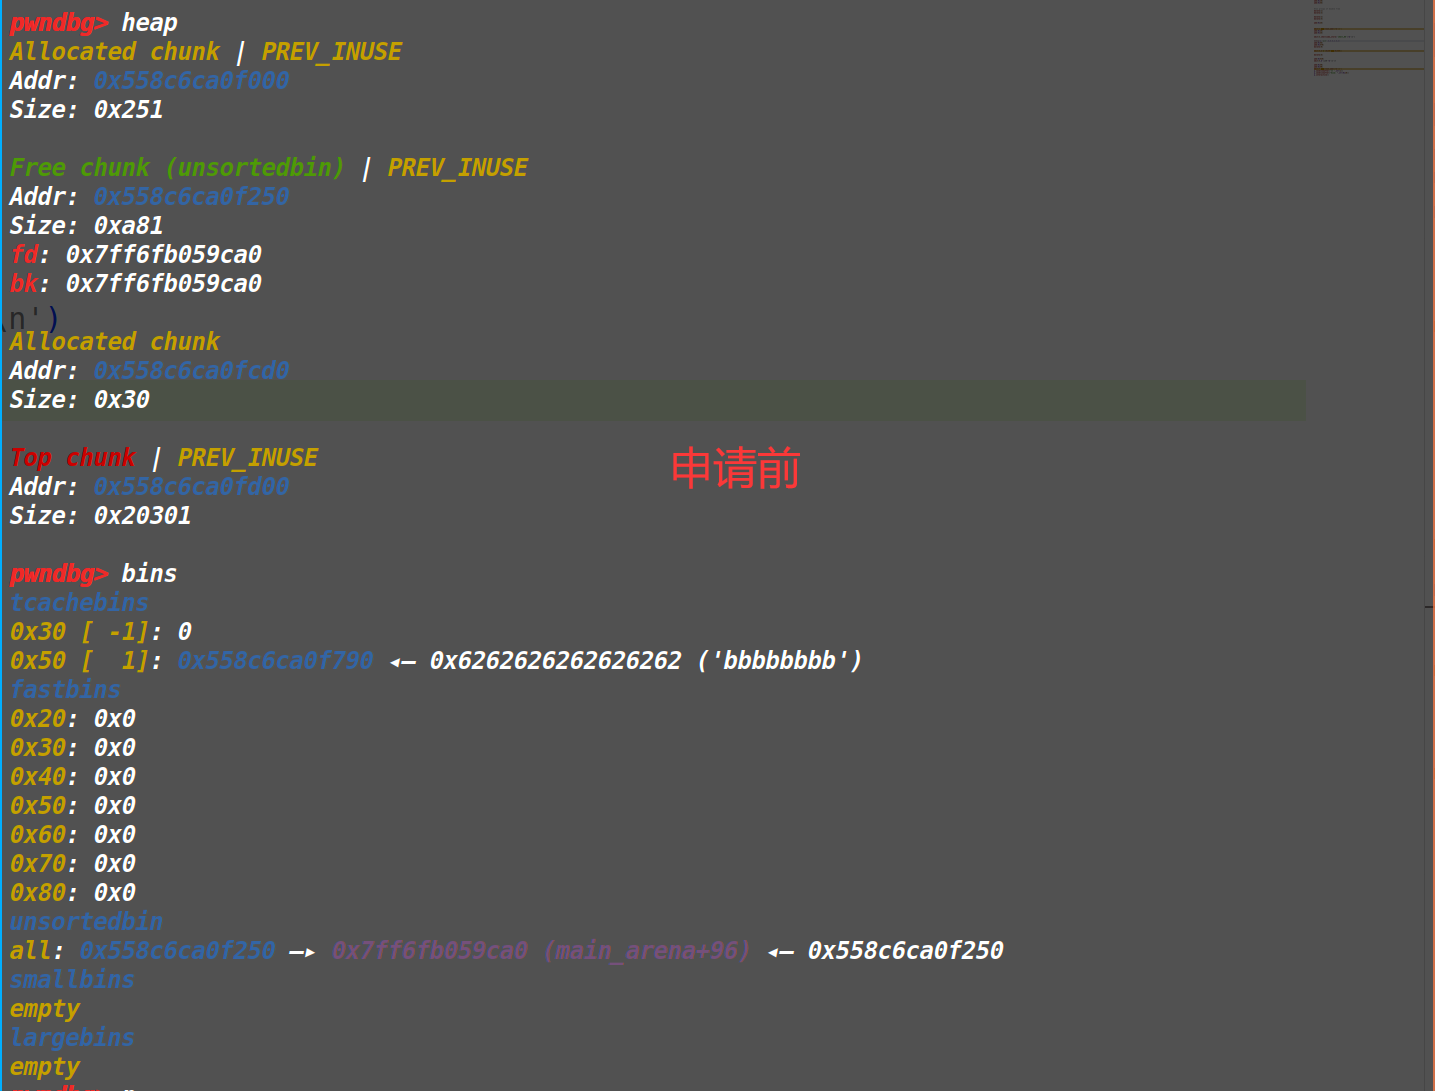 pwndbg> heap
Allocated chunk | PREV_INUSE
Addr: 0x558c6ca0f000
Size: 0x251
Free chunk (unsortedbin) | PREV_INUSE
Addr: 0x558c6ca0f250
Size: 0xa81
fd: 0x7ff6fb059ca0
bk: 0x7ff6fb059ca0
\n')
Allocated chunk
Addr: 0x558c6ca0fcd0
Size: 0x30
Top chunk | PREV_INUSE
申请前
Addr: 0x558c6ca0fd00
Size: 0x20301
pwndbg> bins
tcachebins
0x30 [ -1]: 0
0x50 [  1]: 0x558c6ca0f790 ◂— 0x6262626262626262 ('bbbbbbbb')
fastbins
0x20: 0x0
0x30: 0x0
0x40: 0x0
0x50: 0x0
0x60: 0x0
0x70: 0x0
0x80: 0x0
unsortedbin
all: 0x558c6ca0f250 —▸ 0x7ff6fb059ca0 (main_arena+96) ◂— 0x558c6ca0f250
smallbins
empty
largebins
empty